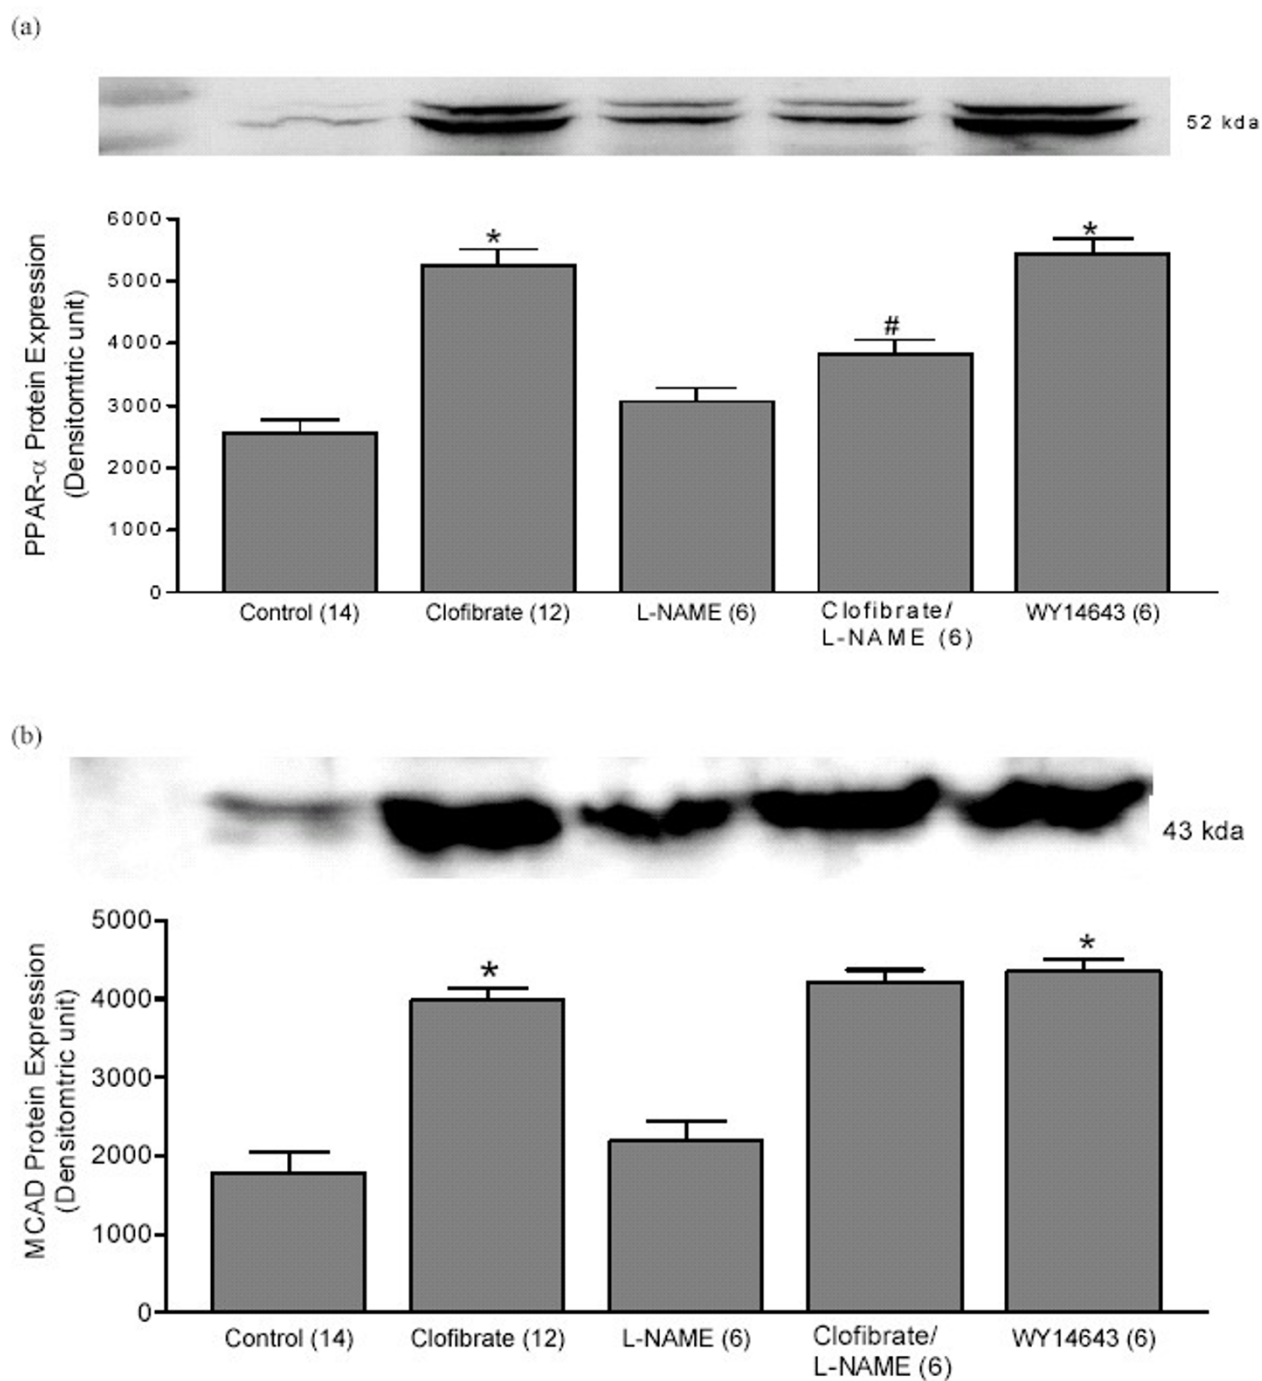 (a)
52 kda
PPAR-α Protein Expression
(Densitomtric unit)
6000
5000
4000
3000
2000
1000
0
*
#
*
Control (14)
Clofibrate (12)
L-NAME (6)
Clofibrate/
L-NAME (6)
WY14643 (6)
(b)
43 kda
MCAD Protein Expression
(Densitomtric unit)
5000
4000
3000
2000
1000
0
*
*
Control (14)
Clofibrate (12)
L-NAME (6)
Clofibrate/
L-NAME (6)
WY14643 (6)